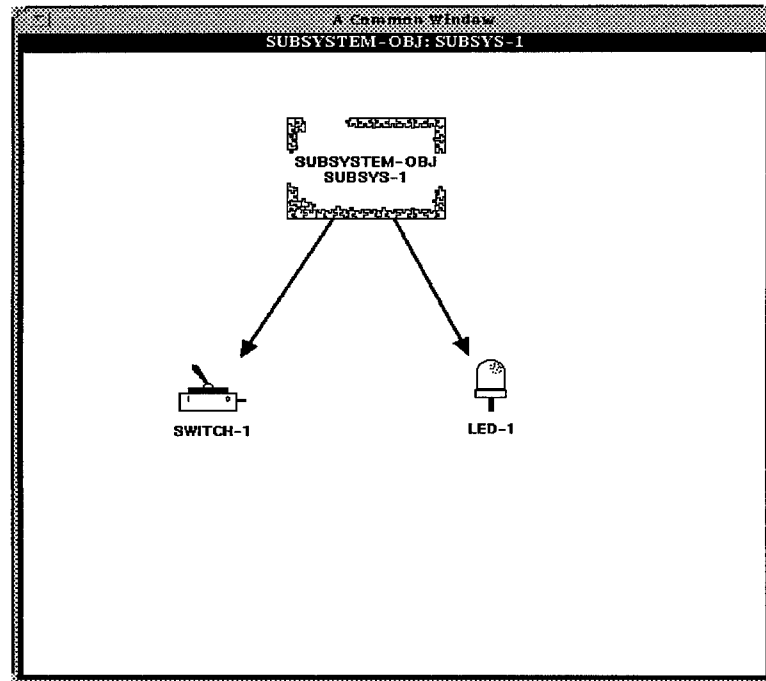 A Common Window
SUBSYSTEM-OBJ: SUBSYS-1
SUBSYSTEM-OBJ
SUBSYS-1
SWITCH-1
LED-1